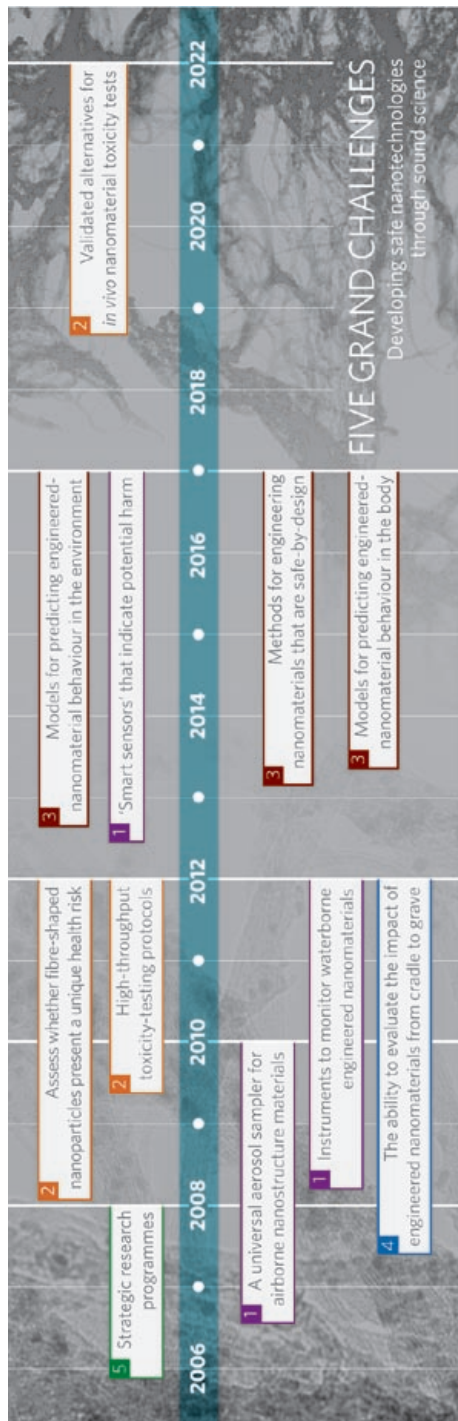 2
Assess whether fibre-shaped
nanoparticles present a unique health risk
3
Models for predicting engineered-
nanomaterial behaviour in the environment
2
Validated alternatives for
in vivo nanomaterial toxicity tests
5
Strategic research
programmes
2
High-throughput
toxicity-testing protocols
1
'Smart sensors' that indicate potential harm
2006
2008
2010
2012
2014
2016
2018
2020
2022
1
A universal aerosol sampler for
airborne nanostructure materials
3
Methods for engineering
nanomaterials that are safe-by-design
1
Instruments to monitor waterborne
engineered nanomaterials
3
Models for predicting engineered-
nanomaterial behaviour in the body
4
The ability to evaluate the impact of
engineered nanomaterials from cradle to grave
FIVE GRAND CHALLENGES
Developing safe nanotechnologies
through sound science